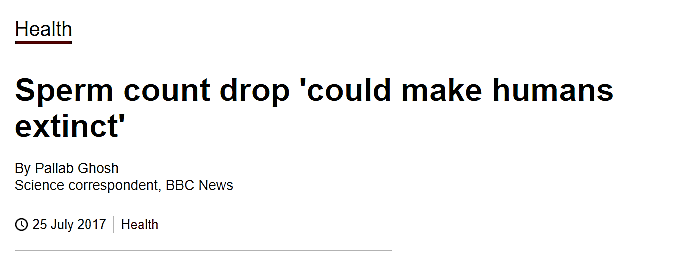 Health
Sperm count drop 'could make humans
extinct'
By Pallab Ghosh
Science correspondent, BBC News
25 July 2017 Health